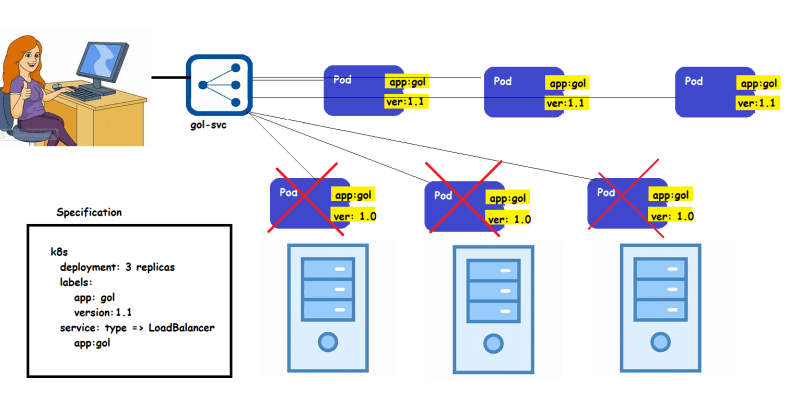 Pod
app:gol
ver:1.1
Pod
app:gol
ver:1.1
Pod
app:gol
ver:1.1
gol-svc
Pod
app:gol
ver: 1.0
Pod
app:gol
ver: 1.0
Pod
app:gol
ver: 1.0
Specification
k8s
deployment: 3 replicas
labels:
app: gol
version:1.1
service: type => LoadBalancer
app:gol